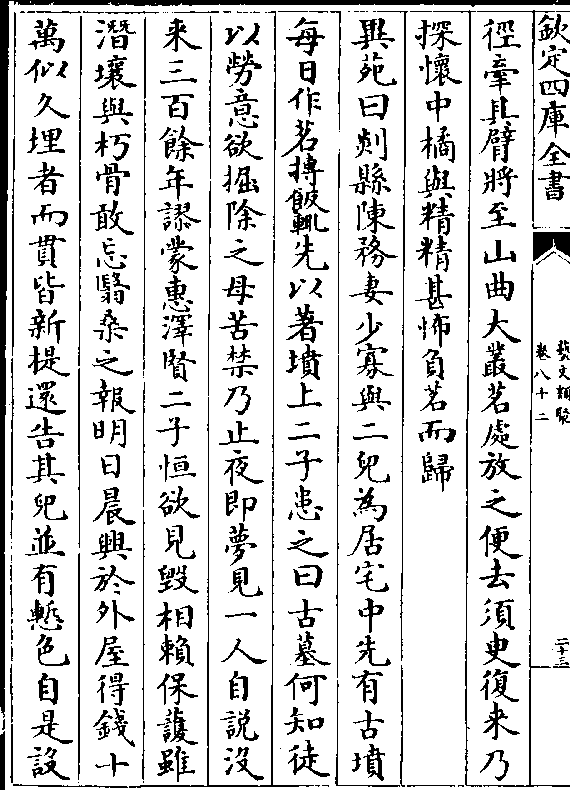 欽定四庫全書
藝文類聚
卷八十二
二十三
徑牽其臂將至山曲大叢茗處放之便去須臾復来乃
探懷中橘與精精甚怖負茗而歸
異苑曰剡縣陳務妻少寡與二兒為居宅中先有古墳
每日作茗摶飯輒先以著墳上二子患之曰古墓何知徒
以勞意欲掘除之母苦禁乃止夜即夢見一人自説沒
来三百餘年謬蒙惠澤賢二子恒欲見毀相賴保護雖
潛壤與朽骨敢忘翳桑之報明日晨興於外屋得錢十
萬似久埋者而貫皆新提還告其兒並有慙色自是設